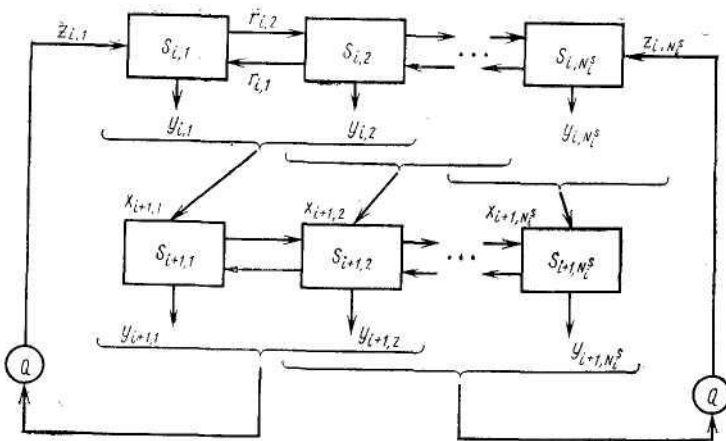 z_{i,1} r_{i,2} z_{i,N_i^s}
S_{i,1} S_{i,2} ... S_{i,N_i^s}
r_{i,1}
y_{i,1} y_{i,2} y_{i,N_i^s}
x_{i+1,1} x_{i+1,2} x_{i+1,N_i^s}
S_{i+1,1} S_{i+1,2} ... S_{i+1,N_i^s}
y_{i+1,1} y_{i+1,2} y_{i+1,N_i^s}
Q Q